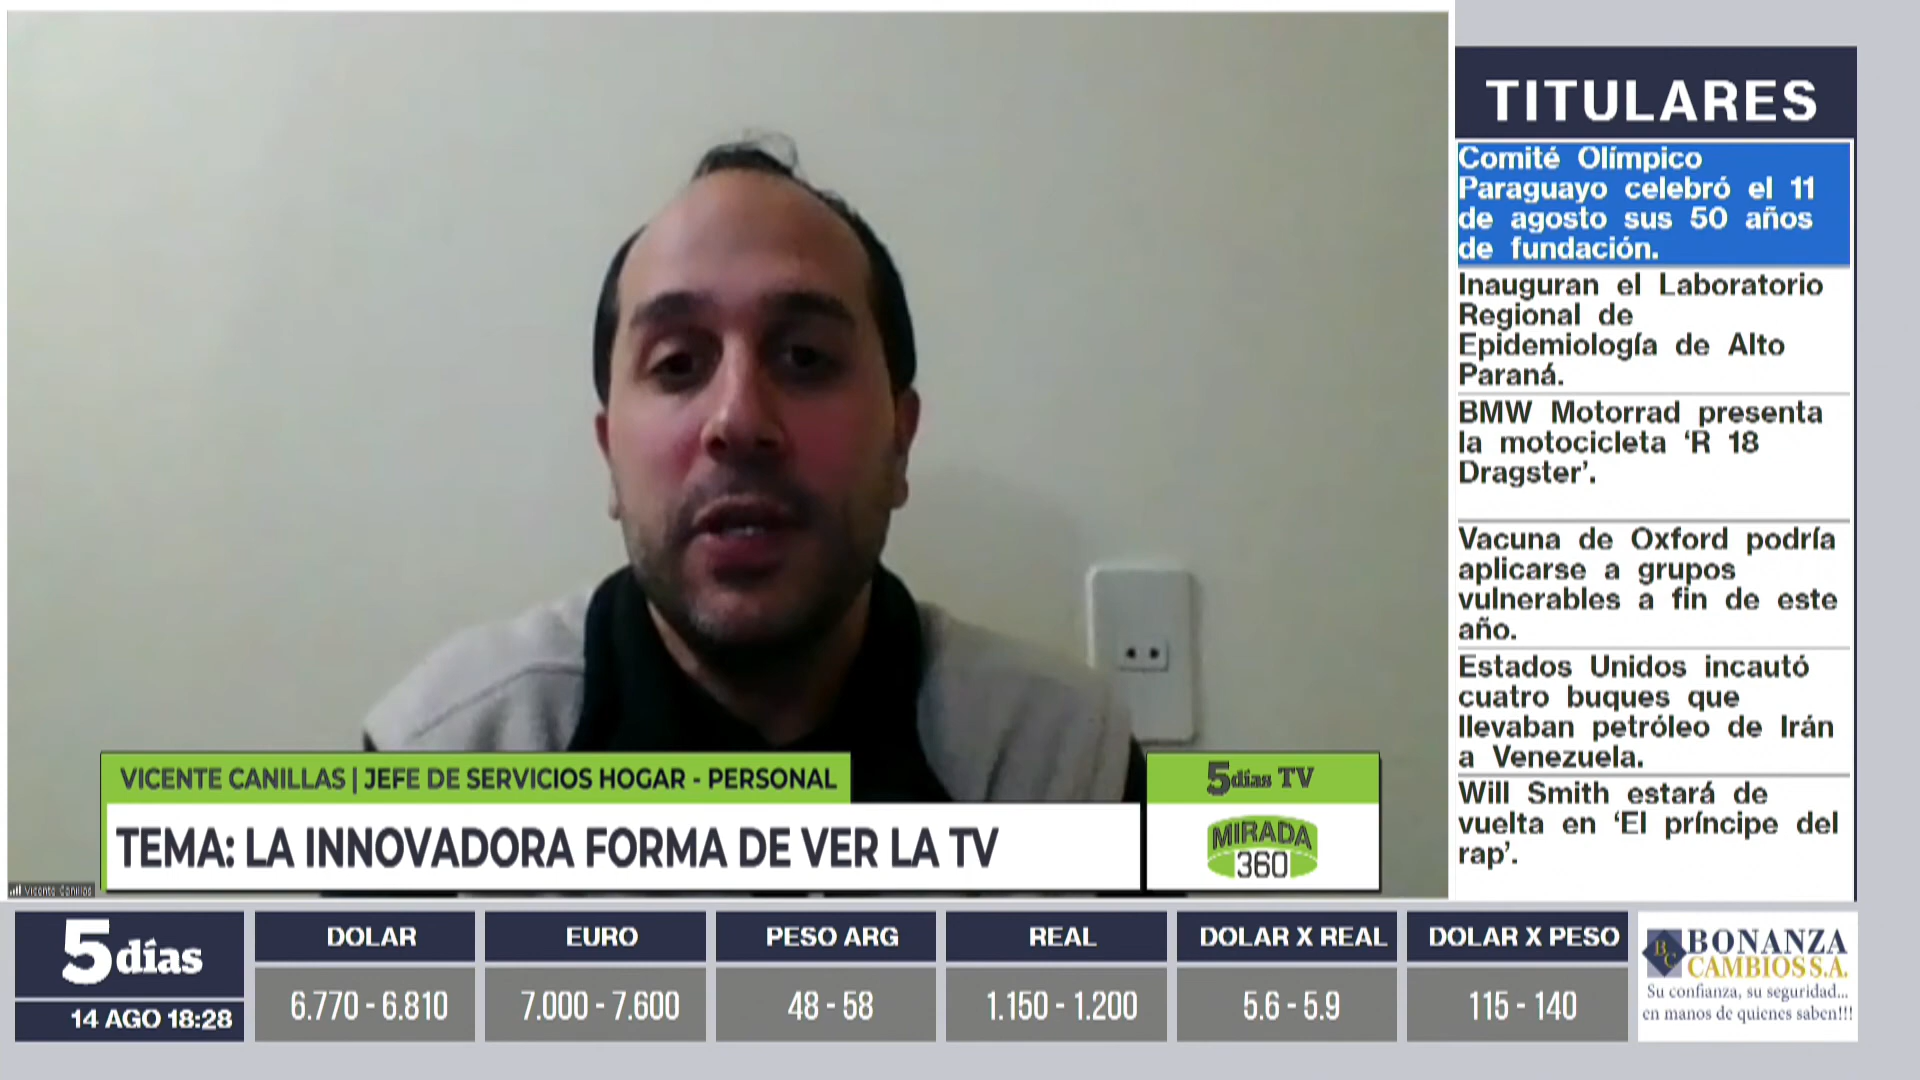 TITULARES
Comité Olímpico
Paraguayo celebró el 11
de agosto sus 50 años
de fundación.
Inauguran el Laboratorio
Regional de
Epidemiología de Alto
Paraná.
BMW Motorrad presenta
la motocicleta ‘R 18
Dragster’.
Vacuna de Oxford podría
aplicarse a grupos
vulnerables a fin de este
año.
Estados Unidos incautó
cuatro buques que
llevaban petróleo de Irán
a Venezuela.
Will Smith estará de
vuelta en ‘El príncipe del
rap’.
VICENTE CANILLAS | JEFE DE SERVICIOS HOGAR - PERSONAL
TEMA: LA INNOVADORA FORMA DE VER LA TV
5días TV
MIRADA
360
Vicente Canillas
5días
14 AGO 18:28
DOLAR
6.770 - 6.810
EURO
7.000 - 7.600
PESO ARG
48 - 58
REAL
1.150 - 1.200
DOLAR X REAL
5.6 - 5.9
DOLAR X PESO
115 - 140
BC
BONANZA
CAMBIOS S.A.
Su confianza, su seguridad...
en manos de quienes saben!!!